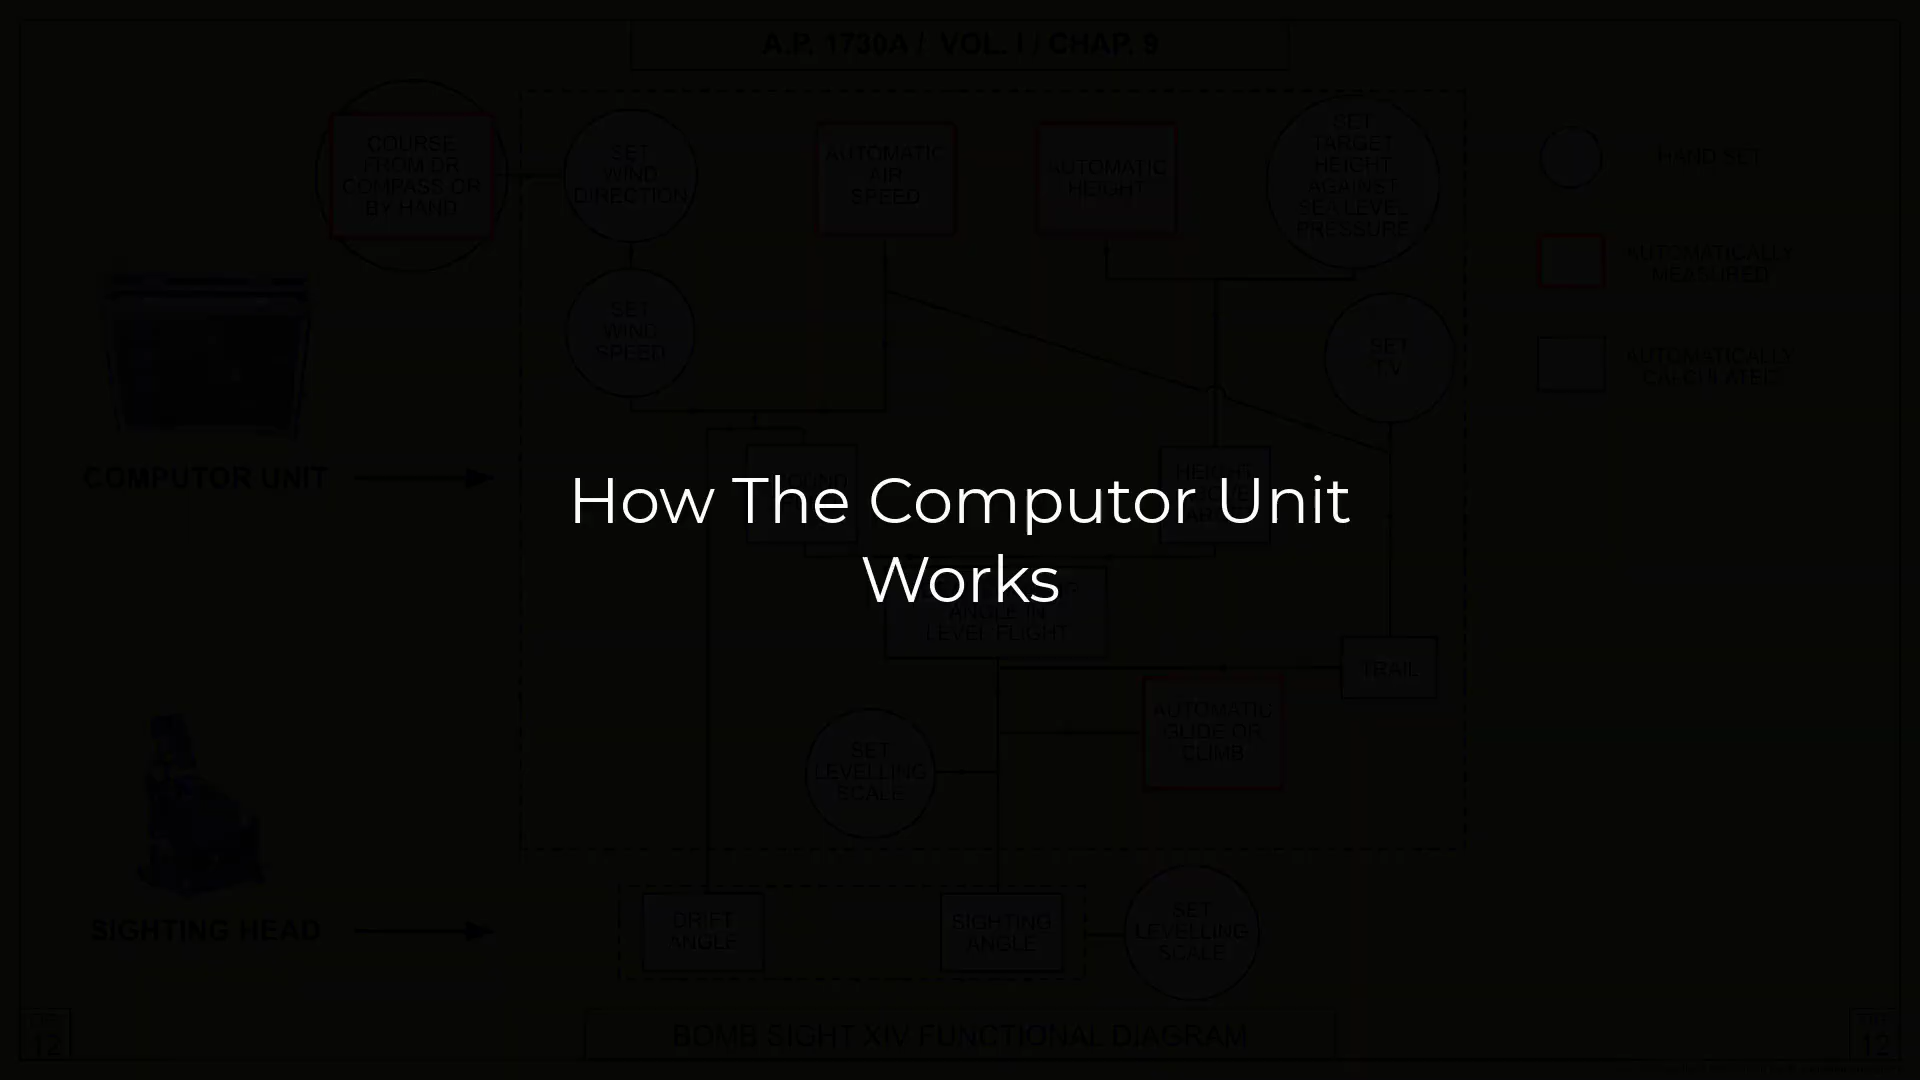 A.P. 1730A / VOL. I / CHAP. 9
COURSE
FROM DR
COMPASS OR
BY HAND
SET
WIND
DIRECTION
AUTOMATIC
AIR
SPEED
AUTOMATIC
HEIGHT
SET
TARGET
HEIGHT
AGAINST
SEA LEVEL
PRESSURE
HAND SET
AUTOMATICALLY
MEASURED
SET
WIND
SPEED
SET
T.V.
AUTOMATICALLY
CALCULATED
COMPUTOR UNIT
HEIGHT
How The Computor Unit
Works
ANGLE IN
LEVEL FLIGHT
TRAIL
AUTOMATIC
GLIDE OR
CLIMB
SET
LEVELLING
SCALE
SIGHTING HEAD
DRIFT
ANGLE
SIGHTING
ANGLE
SET
LEVELLING
SCALE
12
BOMB SIGHT XIV FUNCTIONAL DIAGRAM
12